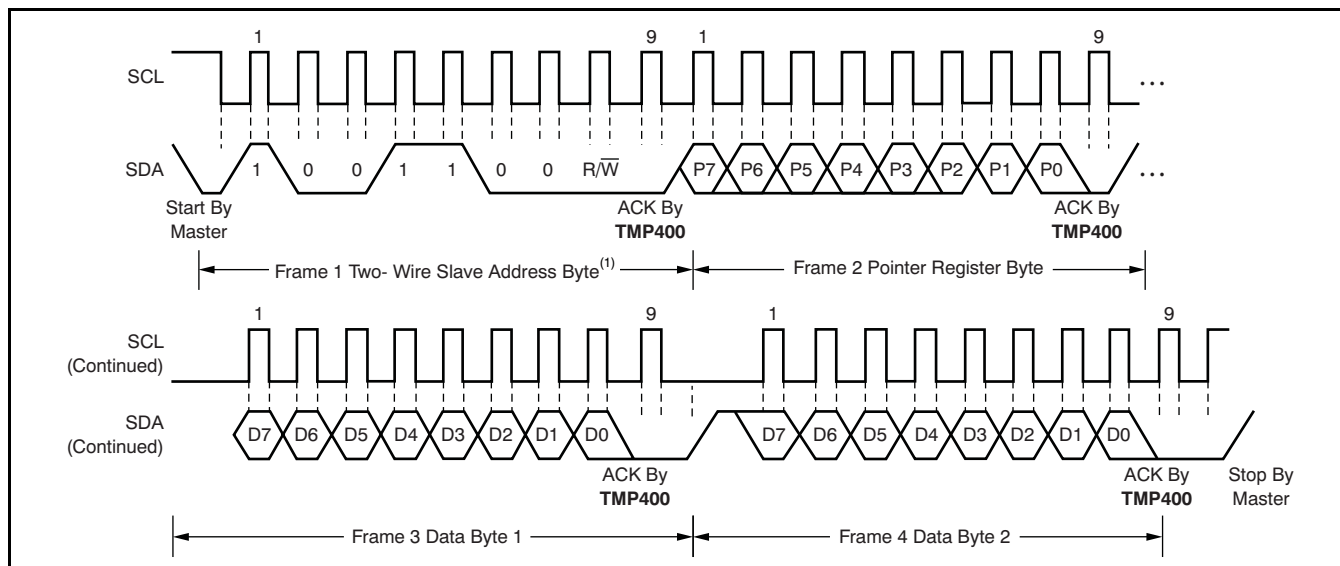 1 9 1 9
SCL ...
SDA 1 0 0 1 1 0 0 R/W̅ P7 P6 P5 P4 P3 P2 P1 P0 ...
Start By Master
ACK By TMP400
ACK By TMP400
Frame 1 Two- Wire Slave Address Byte(1)
Frame 2 Pointer Register Byte
1 9 1 9
SCL (Continued)
SDA (Continued) D7 D6 D5 D4 D3 D2 D1 D0 D7 D6 D5 D4 D3 D2 D1 D0
ACK By TMP400
ACK By TMP400
Stop By Master
Frame 3 Data Byte 1
Frame 4 Data Byte 2